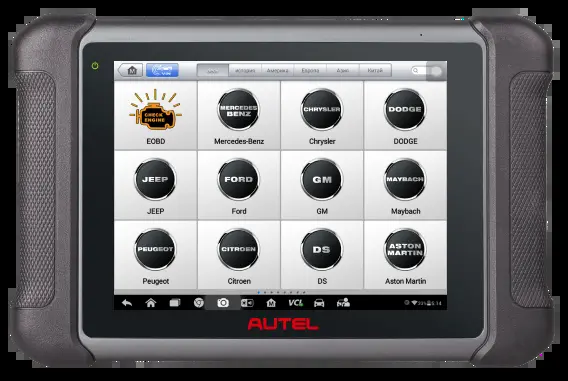 История
Америка
Европа
Азия
Китай
CHECK
ENGINE
EOBD
MERCEDES
BENZ
Mercedes-Benz
CHRYSLER
Chrysler
DODGE
DODGE
JEEP
JEEP
FORD
Ford
GM
GM
MAYBACH
Maybach
PEUGEOT
Peugeot
CITROEN
Citroen
DS
DS
ASTON
MARTIN
Aston Martin
VCI
AUTEL